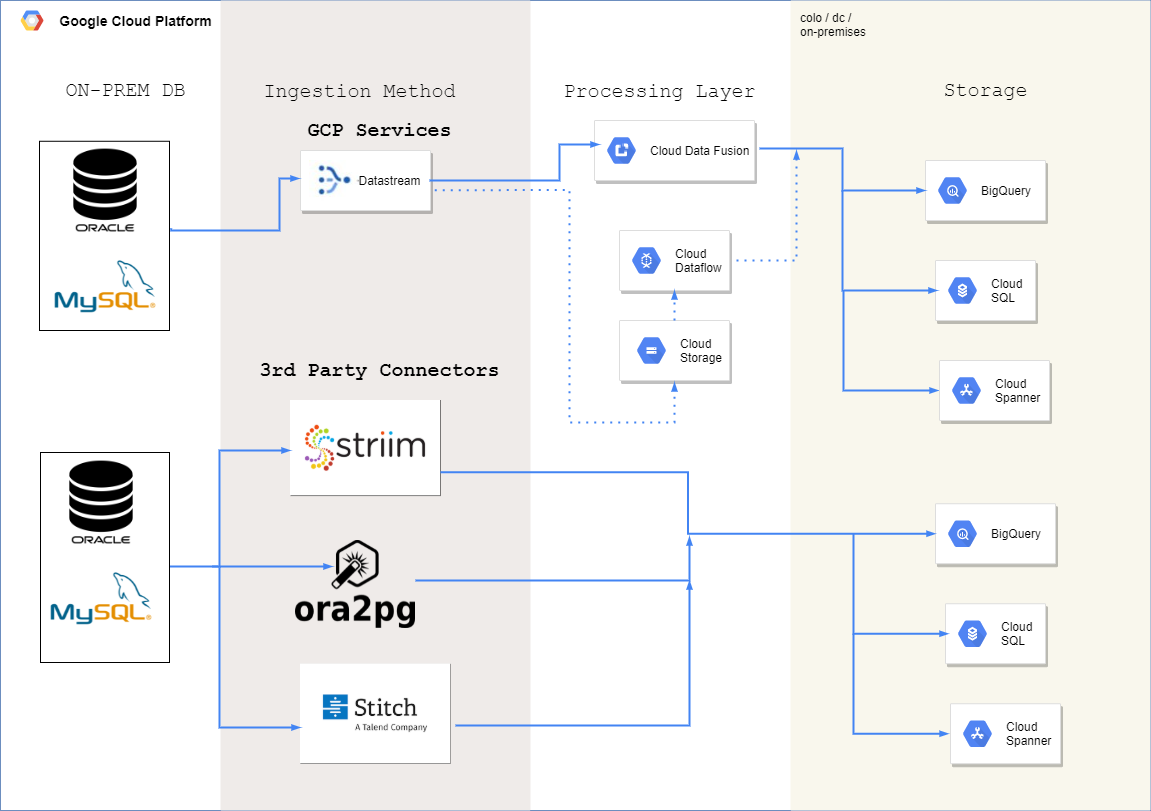 Google Cloud Platform
colo / dc /
on-premises
ON-PREM DB
Ingestion Method
Processing Layer
Storage
GCP Services
ORACLE
MySQL®
Datastream
Cloud Data Fusion
Cloud
Dataflow
Cloud
Storage
BigQuery
Cloud
SQL
Cloud
Spanner
3rd Party Connectors
ORACLE
MySQL®
striim
ora2pg
Stitch
A Talend Company
BigQuery
Cloud
SQL
Cloud
Spanner